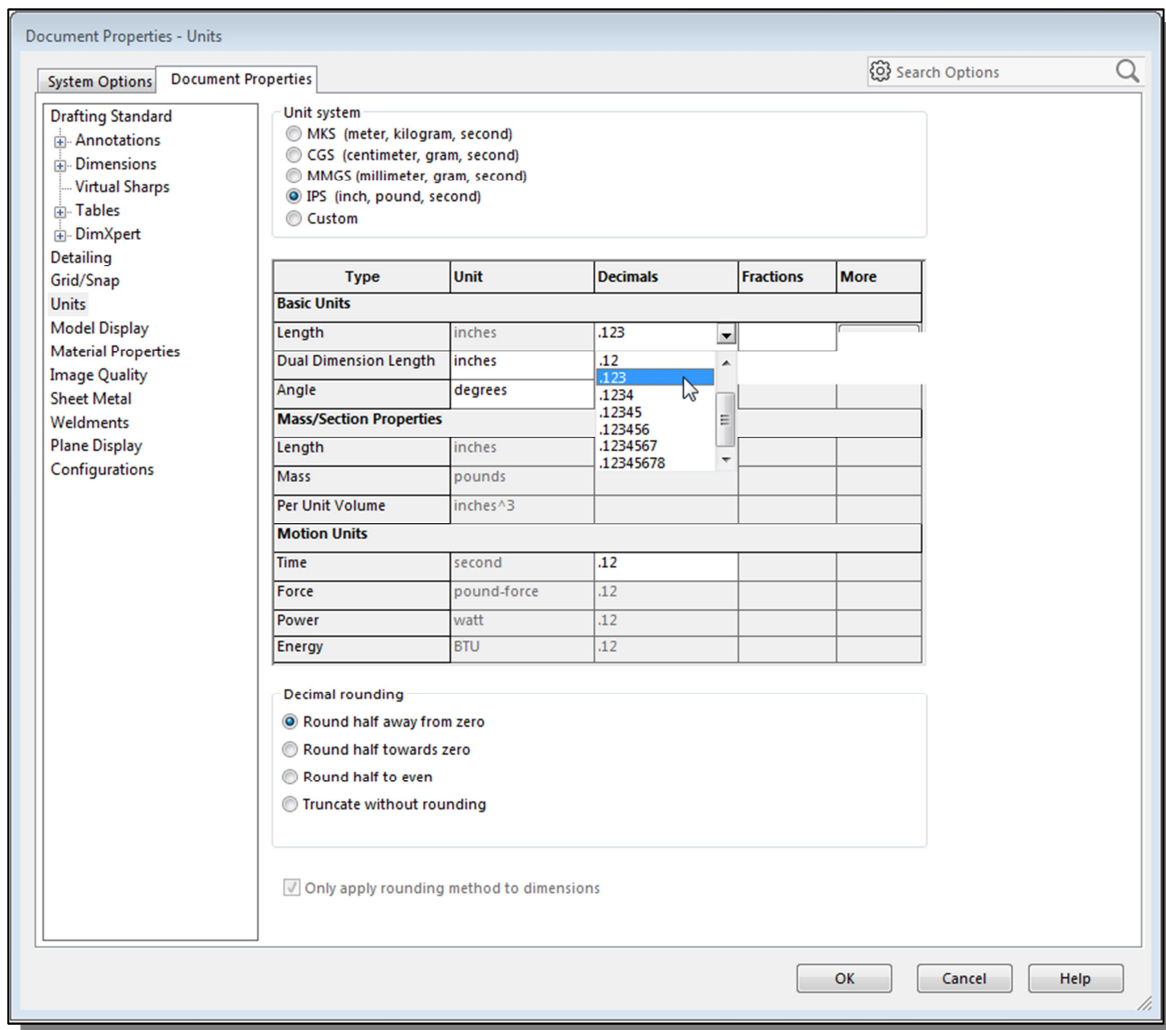 Document Properties - Units
System Options
Document Properties
Search Options
Drafting Standard
Annotations
Dimensions
Virtual Sharps
Tables
DimXpert
Detailing
Grid/Snap
Units
Model Display
Material Properties
Image Quality
Sheet Metal
Weldments
Plane Display
Configurations
Unit system
MKS (meter, kilogram, second)
CGS (centimeter, gram, second)
MMGS (millimeter, gram, second)
IPS (inch, pound, second)
Custom
Type Unit Decimals Fractions More
Basic Units
Length inches .123
Dual Dimension Length inches .12
.123
Angle degrees .1234
.12345
Mass/Section Properties .123456
Length inches .1234567
.12345678
Mass pounds
Per Unit Volume inches^3
Motion Units
Time second .12
Force pound-force .12
Power watt .12
Energy BTU .12
Decimal rounding
Round half away from zero
Round half towards zero
Round half to even
Truncate without rounding
Only apply rounding method to dimensions
OK Cancel Help